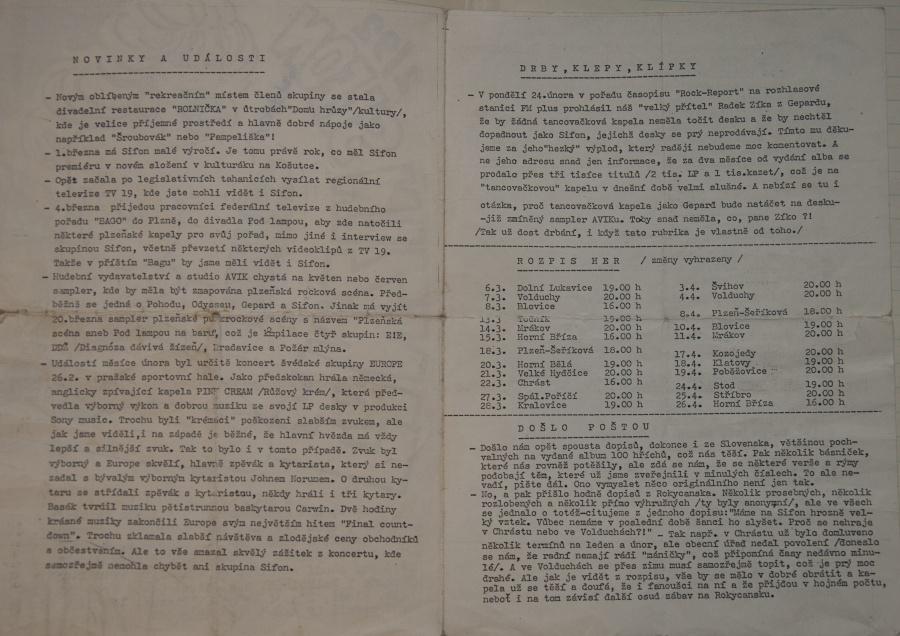 NOVINKY A UDÁLOSTI
- Novým oblíbeným "rekreačním" místem členů skupiny se stala
divadelní restaurace "ROLNIČKA" v útrobách"Domu hrůzy"/kultury/,
kde je velice příjemné prostředí a hlavně dobré nápoje jako
například "Šroubovák" nebo "Pampeliška"!
- 1.března má Sifon malé výročí. Je tomu právě rok, co měl Sifon
premiéru v novém složení v kulturáku na Košutce.
- Opět začala po legislativních tahanicích vysílat regionální
televize TV 19, kde jste mohli vidět i Sifon.
- 4.března přijedou pracovníci federální televize z hudebního
pořadu "BAGO" do Plzně, do divadla Pod lampou, aby zde natočili
některé plzeňské kapely pro svůj pořad, mimo jiné i interview se
skupinou Sifon, včetně převzetí některých videoklipů z TV 19.
Takže v příštím "Bagu" by jsme měli vidět i Sifon.
- Hudební vydavatelství a studio AVIK chystá na květen nebo červen
sampler, kde by měla být zmapována plzeňská rocková scéna. Před-
běžně se jedná o Pohodu, Odysseu, Gepard a Sifon. Jinak má vyjít
20.března sampler plzeňské punkrockové scény s názvem "Plzeňská
scéna aneb Pod lampou na baru", což je kompilace čtyř skupin: E!E,
DDŽ /Diagnóza dávivá žízeň/, Mradavice a Požár mlýna.
- Událostí měsíce února byl určitě koncert švédské skupiny EUROPE
26.2. v pražské sportovní hale. Jako předskokan hrála německá,
anglicky zpívající kapela PINK CREAM /Růžový krém/, která před-
vedla výborný výkon a dobrou muziku ze svojí LP desky v produkci
Sony music. Trochu byli "krémáci" poškozeni slabším zvukem, ale
jak jsme viděli,i na západě je běžné, že hlavní hvězda má vždy
lepší a silnější zvuk. Tak to bylo i v tomto případě. Zvuk byl
výborný a Europe skvělí, hlavně zpěvák a kytarista, který si ne-
zadal s bývalým výborným kytaristou Johnem Norumem. O druhou ky-
taru se střídali zpěvák s kytaristou, někdy hráli i tři kytary.
Basák tvrdil muziku pětistrunnou baskytarou Carwin. Dvě hodiny
krásné muziky zakončili Europe svým největším hitem "Final count-
down". Trochu zklamala slabší návštěva a zlodějské ceny obchodníků
a občestvením. Ale to vše smazal skvělý zážitek z koncertu, kde
samozřejmě nemohla chybět ani skupina Sifon.
DRBY,KLEPY,KLÍPKY
- V pondělí 24.února v pořadu časopisu "Rock-Report" na rozhlasové
stanici FM plus prohlásil náš "velký přítel" Radek Zíka z Gepardu,
že by žádná tancovačková kapela neměla točit desku a že by nechtěl
dopadnout jako Sifon, jejichž desky se prý neprodávají. Tímto mu děku-
jeme za jeho"hezký" výplod, který raději nebudeme moc komentovat. A
ne jeho adresu snad jen informace, že za dva měsíce od vydání alba se
prodalo přes tři tisíce titulů /2 tis. LP a 1 tis.kazet/, což je na
"tancovačkovou" kapelu v dnešní době velmi slušné. A nabízí se tu i
otázka, proč tancovačková kapela jako Gepard bude natáčet na desku-
-již zmíněný sampler AVIKu. Toby snad neměla, co, pane Zíko ?!
/Tak už dost drbání, i když tato rubrika je vlastně od toho./
ROZPIS HER /změny vyhrazeny/
6.3. Dolní Lukavice 19.00 h 3.4. Švihov 20.00 h
7.3. Volduchy 20.00 h 4.4. Volduchy 20.00 h
8.3. Blovice 16.00 h
13.3. Točník 19.00 h 8.4. Plzeň-Šeříková 18.00 h
14.3. Mrákov 20.00 h 10.4. Blovice 19.00 h
15.3. Horní Bříza 16.00 h 11.4. Mrákov 20.00 h
18.3. Plzeň-Šeříková 18.00 h 17.4. Kozojedy 20.00 h
20.3. Horní Bělá 19.00 h 18.4. Klatovy 19.00 h
21.3. Velké Hydčice 20.00 h 19.4. Poběžovice 20.00 h
22.3. Chrást 16.00 h 24.4. Stod 19.00 h
27.3. Spál.Poříčí 20.00 h 25.4. Stříbro 20.00 h
28.3. Kralovice 19.00 h 26.4. Horní Bříza 16.00 h
DOŠLO POŠTOU
- Došlo nám opět spousta dopisů, dokonce i ze Slovenska, většinou poch-
valných na vydané album 100 hříchů, což nás těší. Pak několik básniček,
které nás rovněž potěžily, ale zdá se nám, že se některé verše a rýmy
podobají těm, které už jsme zveřejnili v minulých číslech. To ale ne-
vadí, pište dál. Ono vymyslet něco originálního není jen tak.
- No, a pak přišlo hodně dopisů z Rokycanska. Několik prosebných, několik
rozlobených a několik přímo výhružných /ty byly anonymní/, ale ve všech
se jednalo o totéž-citujeme z jednoho dopisu:"Máme na Sifon hrozně vel-
ký vztek. Vůbec nemáme v poslední době šanci ho slyšet. Proč se nehraje
v Chrástu nebo ve Volduchách?!" - Tak např. v Chrástu už bylo domluveno
několik termínů na leden a únor, ale obecní úřad nedal povolení /doneslo
se nám, že radní nemají rádi "máničky", což připomíná časy nedávno minu-
lé/. A ve Volduchách se přes zimu musí samozřejmě topit, což je prý moc
drahé. Ale jak je vidět z rozpisu, vše by se mělo v dobré obrátit a ka-
pela už se těší a doufá, že i fanoušci na ní a že přijdou v hojném počtu,
neboť i na tom závisí další osud zábav na Rokycansku.